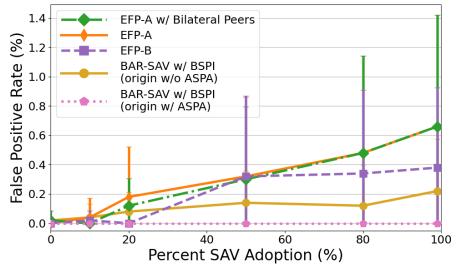 EFP-A w/ Bilateral Peers
EFP-A
EFP-B
BAR-SAV w/ BSPI
(origin w/o ASPA)
BAR-SAV w/ BSPI
(origin w/ ASPA)
False Positive Rate (%)
1.4
1.2
1.0
0.8
0.6
0.4
0.2
0.0
0 20 40 60 80 100
Percent SAV Adoption (%)